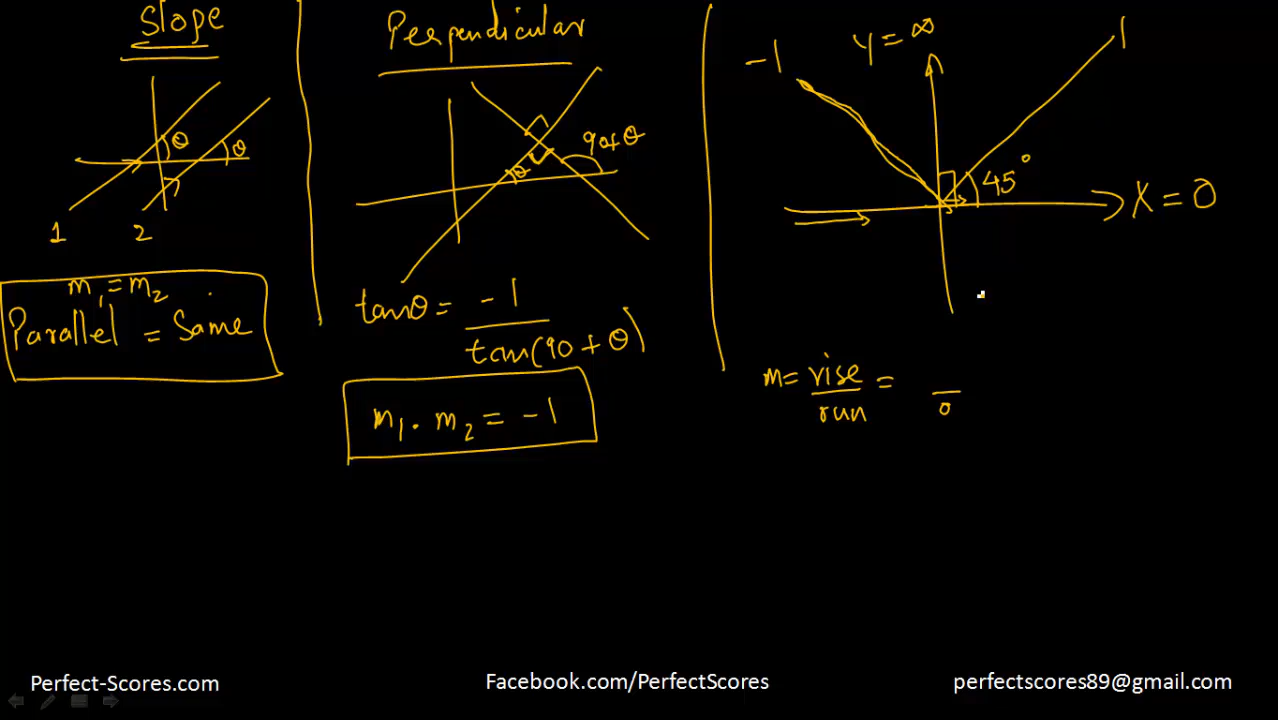 Slope
θ
θ
1
2
m₁ = m₂
Parallel = Same
Perpendicular
θ
90+θ
tanθ = -1 / tan(90 + θ)
m₁ . m₂ = -1
-1
y = ∞
1
45°
X = 0
m = rise / run = / 0
Perfect-Scores.com
Facebook.com/PerfectScores
perfectscores89@gmail.com